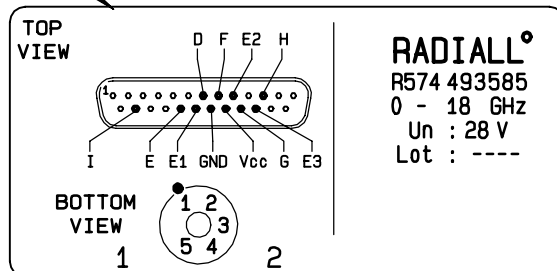 TOP
VIEW
D F E2 H
1
I E E1 GND Vcc G E3
BOTTOM
VIEW
1 2
3
5 4
1 2
RADIALL°
R574 493585
0 - 18 GHz
Un : 28 V
Lot : ----